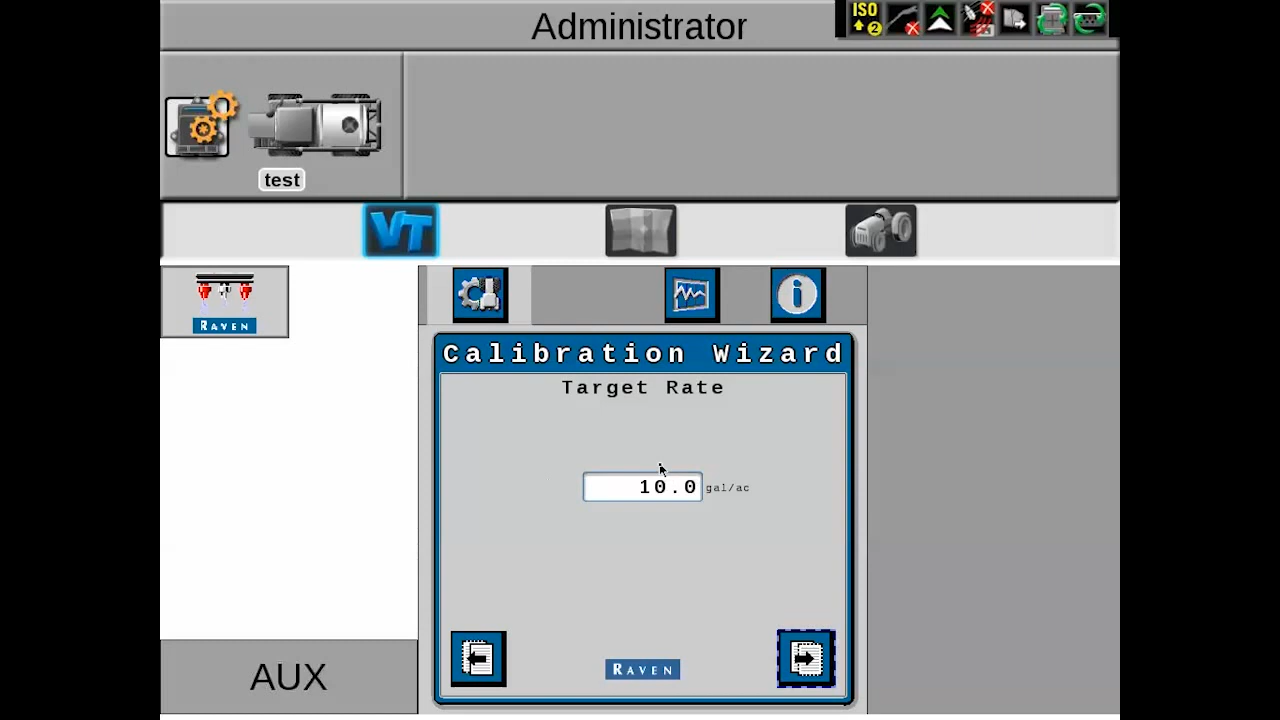 Administrator
ISO
2
test
VT
RAVEN
Calibration Wizard
Target Rate
10.0 gal/ac
RAVEN
AUX